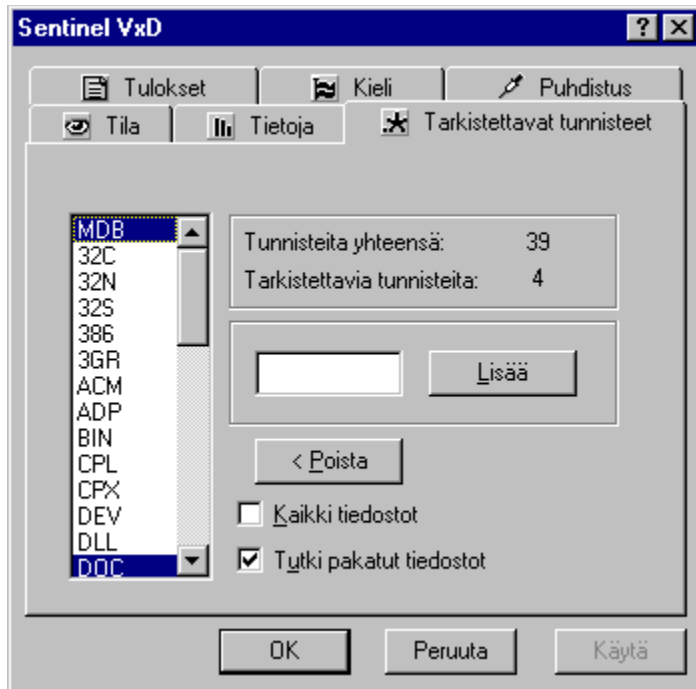 Sentinel VxD
Tulokset
Kieli
Puhdistus
Tila
Tietoja
Tarkistettavat tunnisteet
MDB
32C
32N
32S
386
3GR
ACM
ADP
BIN
CPL
CPX
DEV
DLL
DOC
Tunnisteita yhteensä: 39
Tarkistettavia tunnisteita: 4
Lisää
< Poista
Kaikki tiedostot
Tutki pakatut tiedostot
OK
Peruuta
Käytä